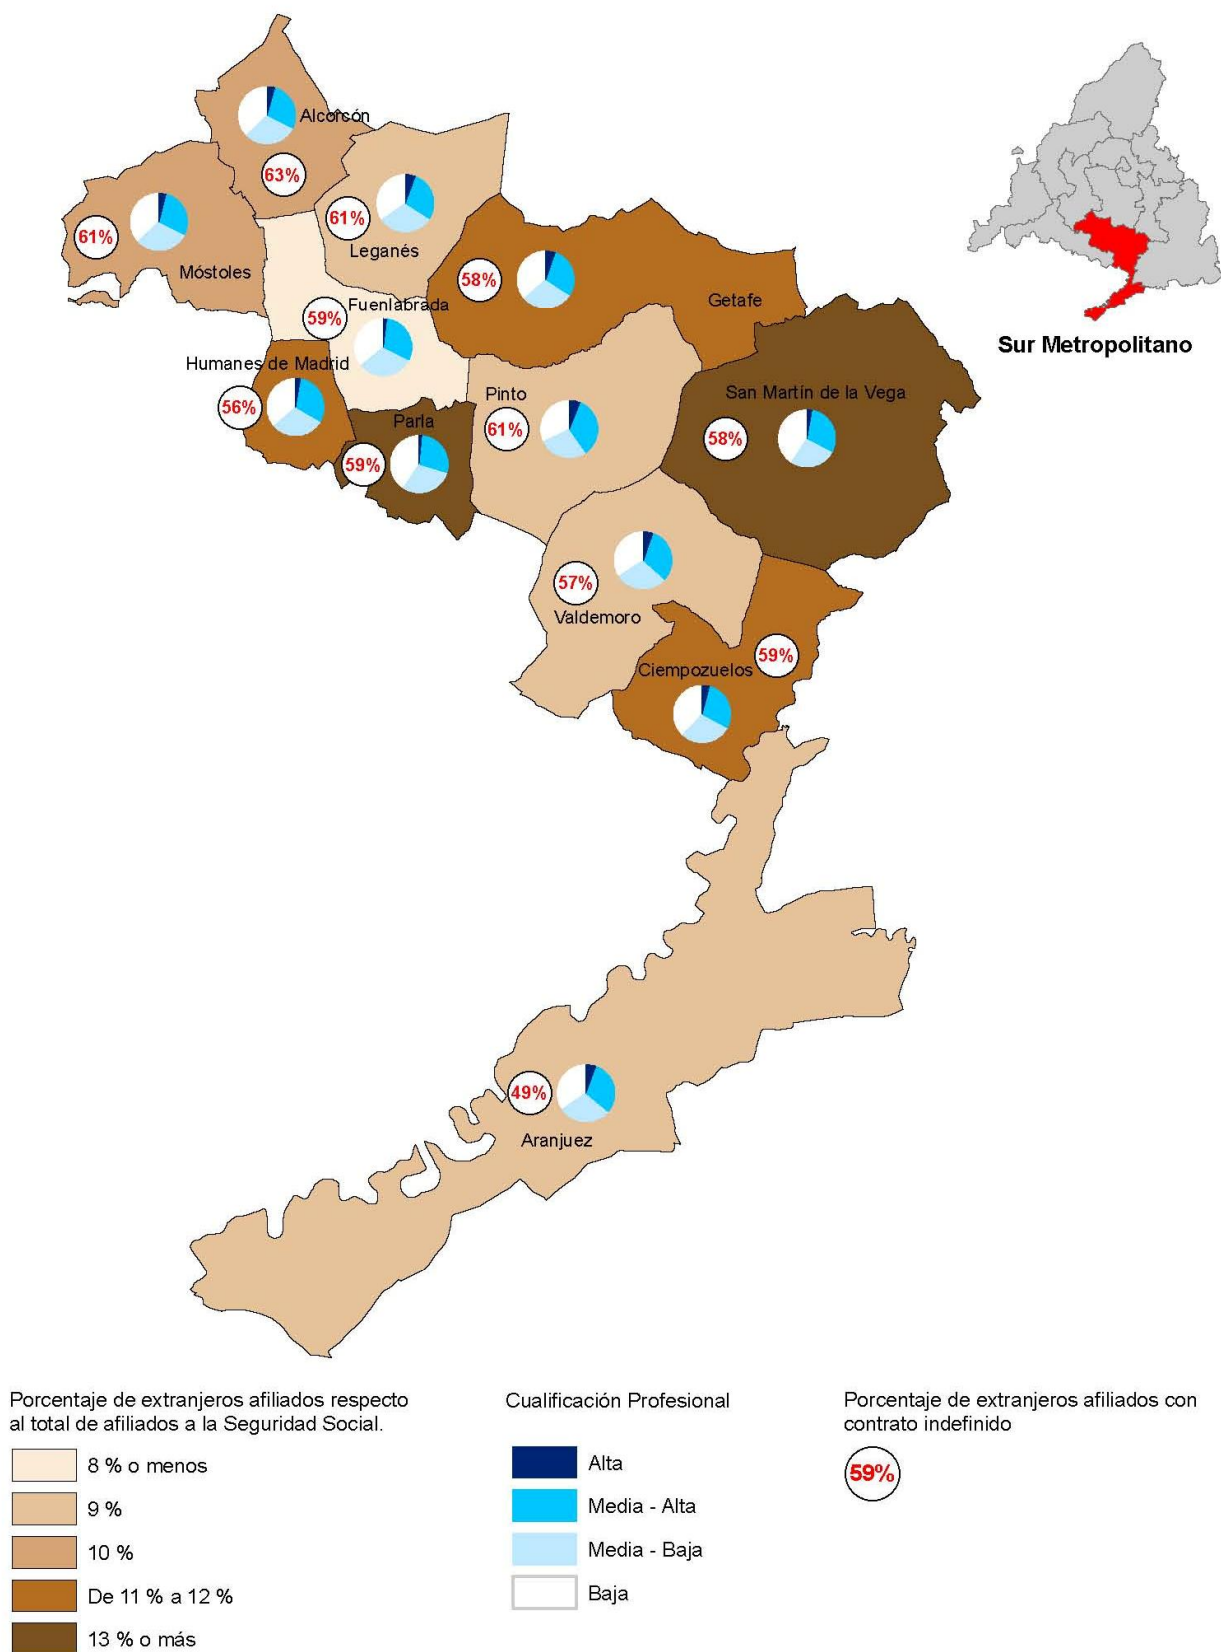 Alcorcón
63%
61%
Leganés
61%
Móstoles
58%
Getafe
Sur Metropolitano
59%
Fuenlabrada
Humanes de Madrid
56%
Parla
59%
Pinto
61%
San Martín de la Vega
58%
57%
Valdemoro
59%
Ciempozuelos
49%
Aranjuez
Porcentaje de extranjeros afiliados respecto
al total de afiliados a la Seguridad Social.
8 % o menos
9 %
10 %
De 11 % a 12 %
13 % o más
Cualificación Profesional
Alta
Media - Alta
Media - Baja
Baja
Porcentaje de extranjeros afiliados con
contrato indefinido
59%